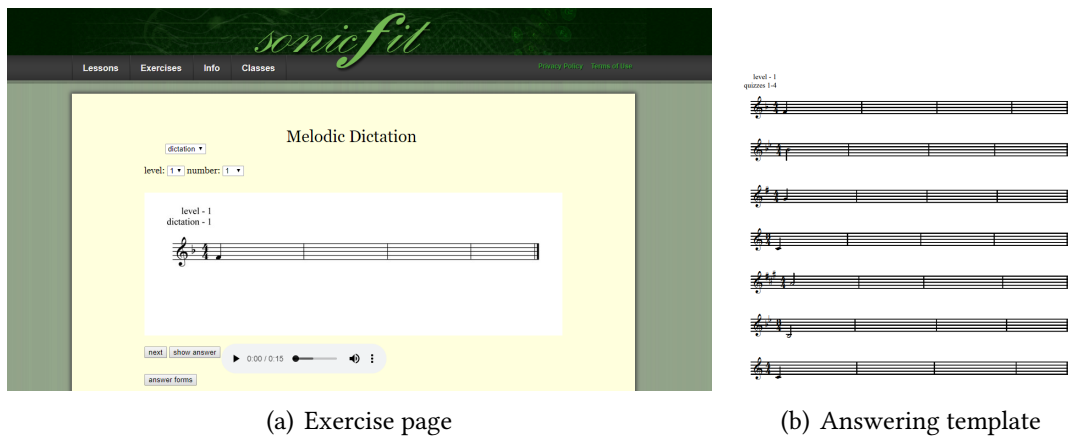 sonicfit
Lessons Exercises Info Classes
Privacy Policy Terms of Use
Melodic Dictation
dictation
level: 1 number: 1
level - 1
dictation - 1
next show answer 0:00 / 0:15
answer forms
(a) Exercise page
level - 1
quizzes 1-4
(b) Answering template